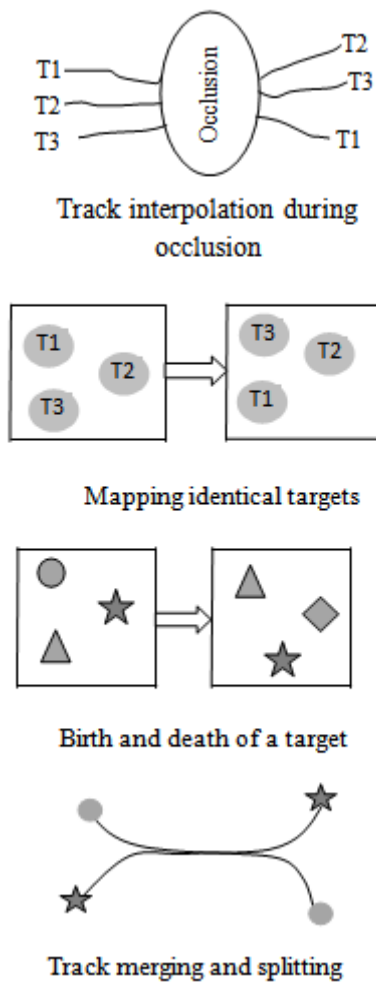 T1
T2
T3
Occlusion
T2
T3
T1
Track interpolation during
occlusion
T1
T2
T3
T3
T2
T1
Mapping identical targets
Birth and death of a target
Track merging and splitting